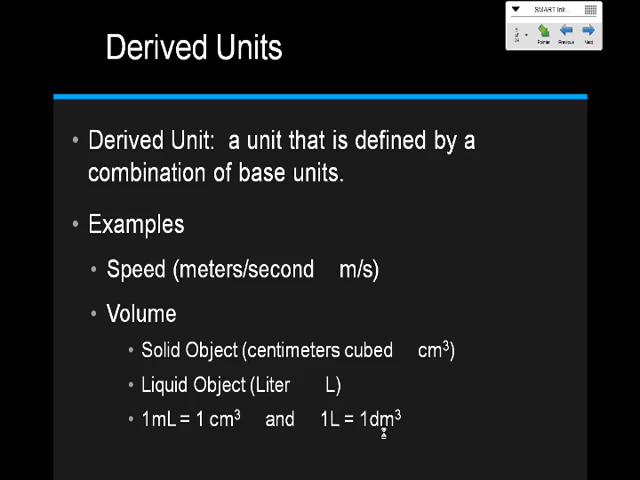 Derived Units
SMART Ink...
Pointer Previous Next
• Derived Unit: a unit that is defined by a
combination of base units.
• Examples
• Speed (meters/second m/s)
• Volume
• Solid Object (centimeters cubed cm³)
• Liquid Object (Liter L)
• 1mL = 1 cm³ and 1L = 1dm³